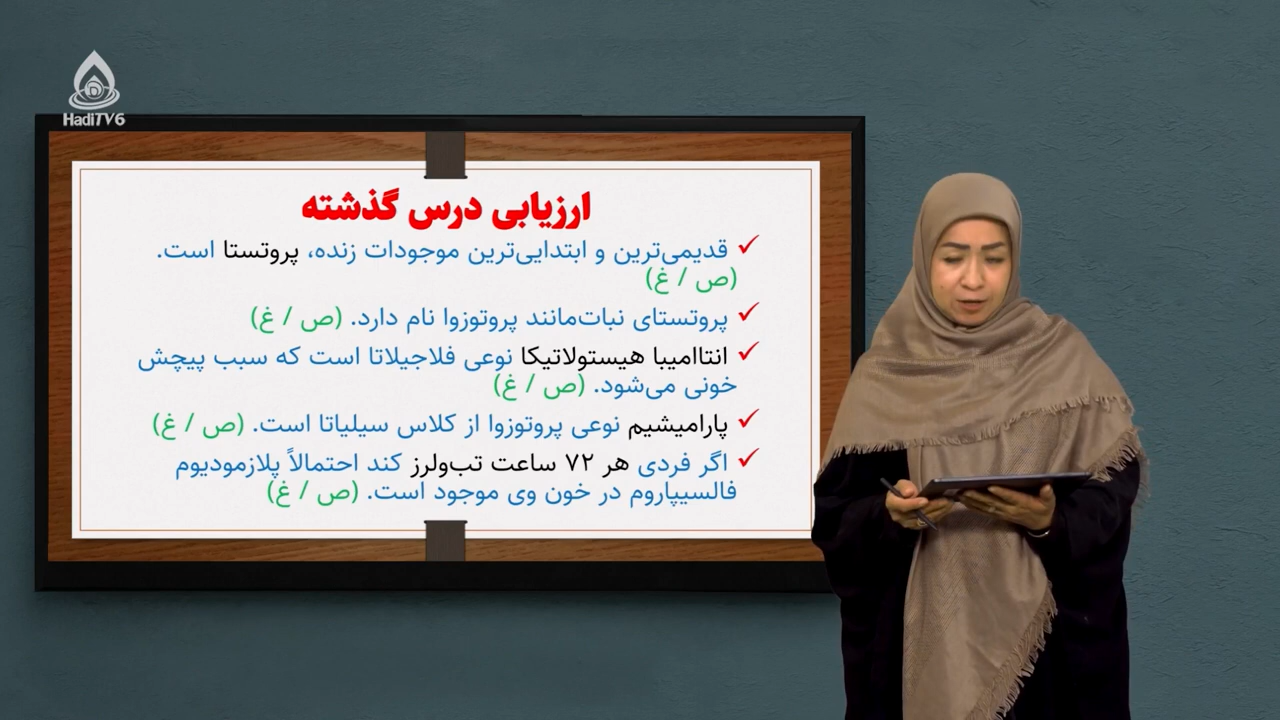 HadiTV6
ارزیابی درس گذشته
✓ قدیمی‌ترین و ابتدایی‌ترین موجودات زنده، پروتستا است.
(ص / غ)
✓ پروتستای نبات‌مانند پروتوزوا نام دارد. (ص / غ)
✓ انتاامیبا هیستولاتیکا نوعی فلاجیلاتا است که سبب پیچش
خونی می‌شود. (ص / غ)
✓ پارامیشیم نوعی پروتوزوا از کلاس سیلیاتا است. (ص / غ)
✓ اگر فردی هر ۷۲ ساعت تب‌ولرز کند احتمالاً پلازمودیوم
فالسیپاروم در خون وی موجود است. (ص / غ)